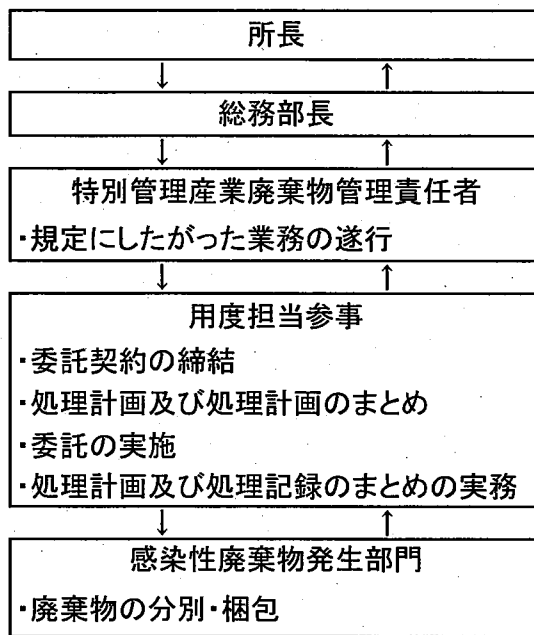 所長
↓ ↑
総務部長
↓ ↑
特別管理産業廃棄物管理責任者
・規定にしたがった業務の遂行
↓ ↑
用度担当参事
・委託契約の締結
・処理計画及び処理計画のまとめ
・委託の実施
・処理計画及び処理記録のまとめの実務
↓ ↑
感染性廃棄物発生部門
・廃棄物の分別・梱包